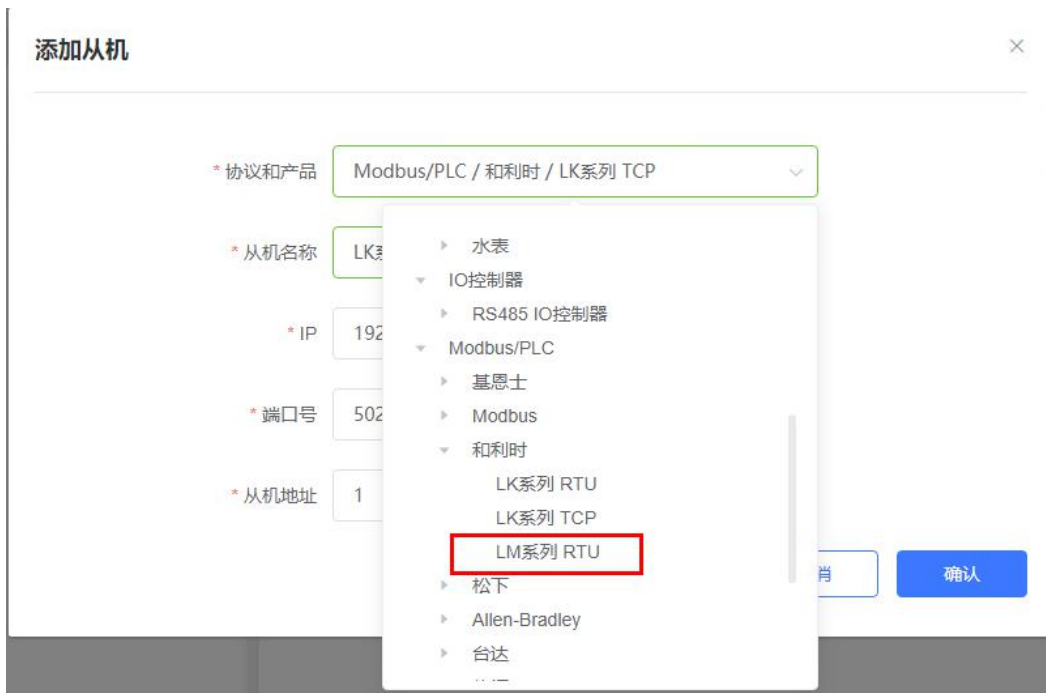 添加从机
* 协议和产品
Modbus/PLC / 和利时 / LK系列 TCP
* 从机名称
LK系
* IP
192
* 端口号
502
* 从机地址
1
水表
IO控制器
RS485 IO控制器
Modbus/PLC
基恩士
Modbus
和利时
LK系列 RTU
LK系列 TCP
LM系列 RTU
松下
Allen-Bradley
台达
消
确认